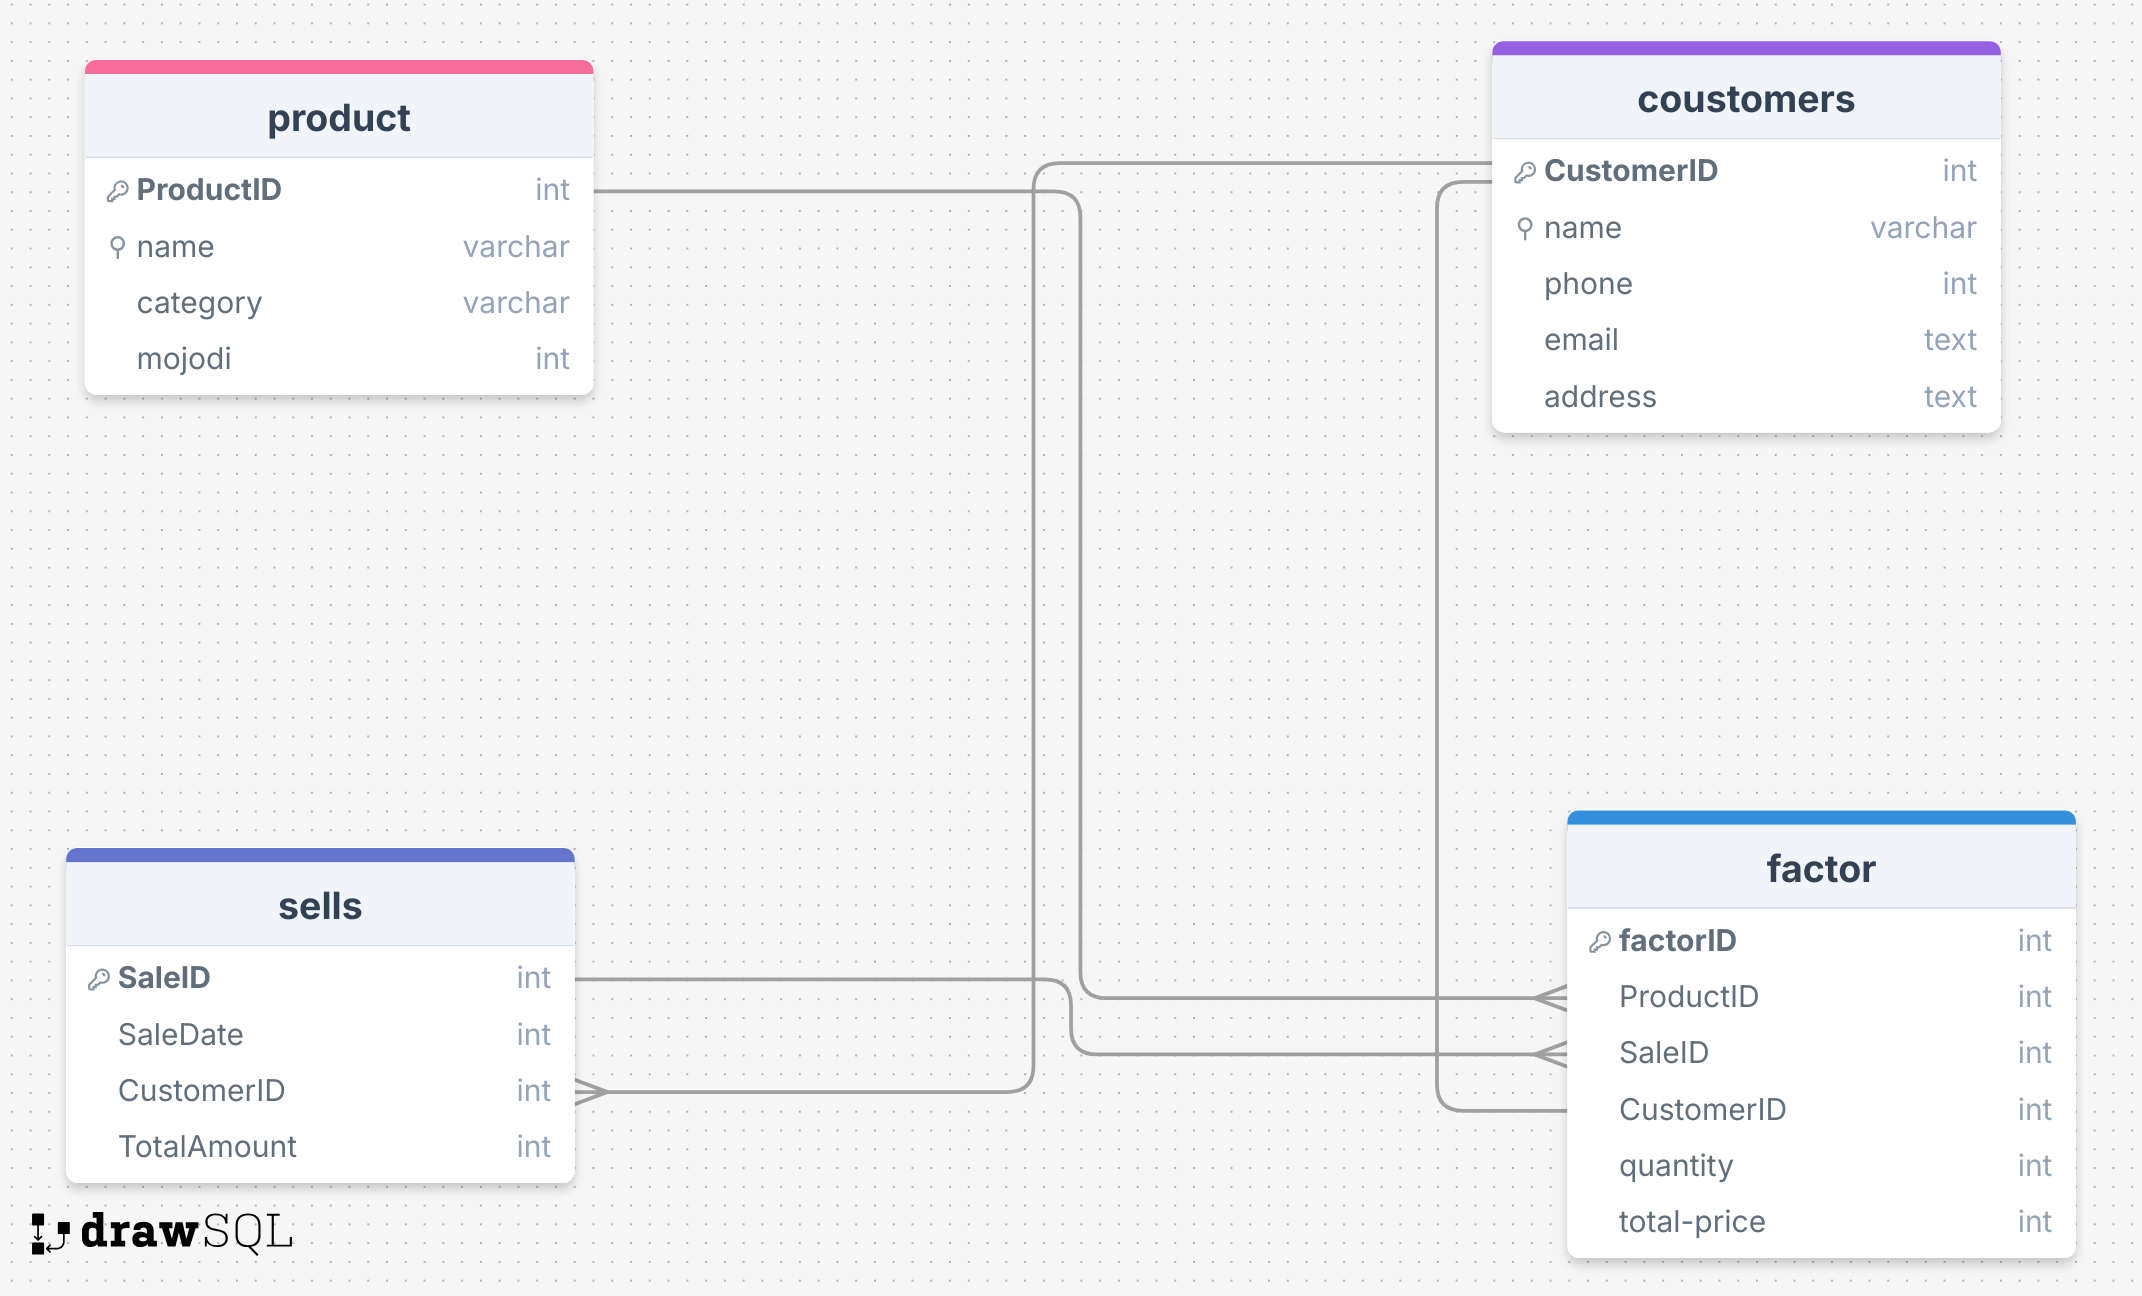 product
ProductID int
name varchar
category varchar
mojodi int
coustomers
CustomerID int
name varchar
phone int
email text
address text
sells
SaleID int
SaleDate int
CustomerID int
TotalAmount int
factor
factorID int
ProductID int
SaleID int
CustomerID int
quantity int
total-price int
drawSQL